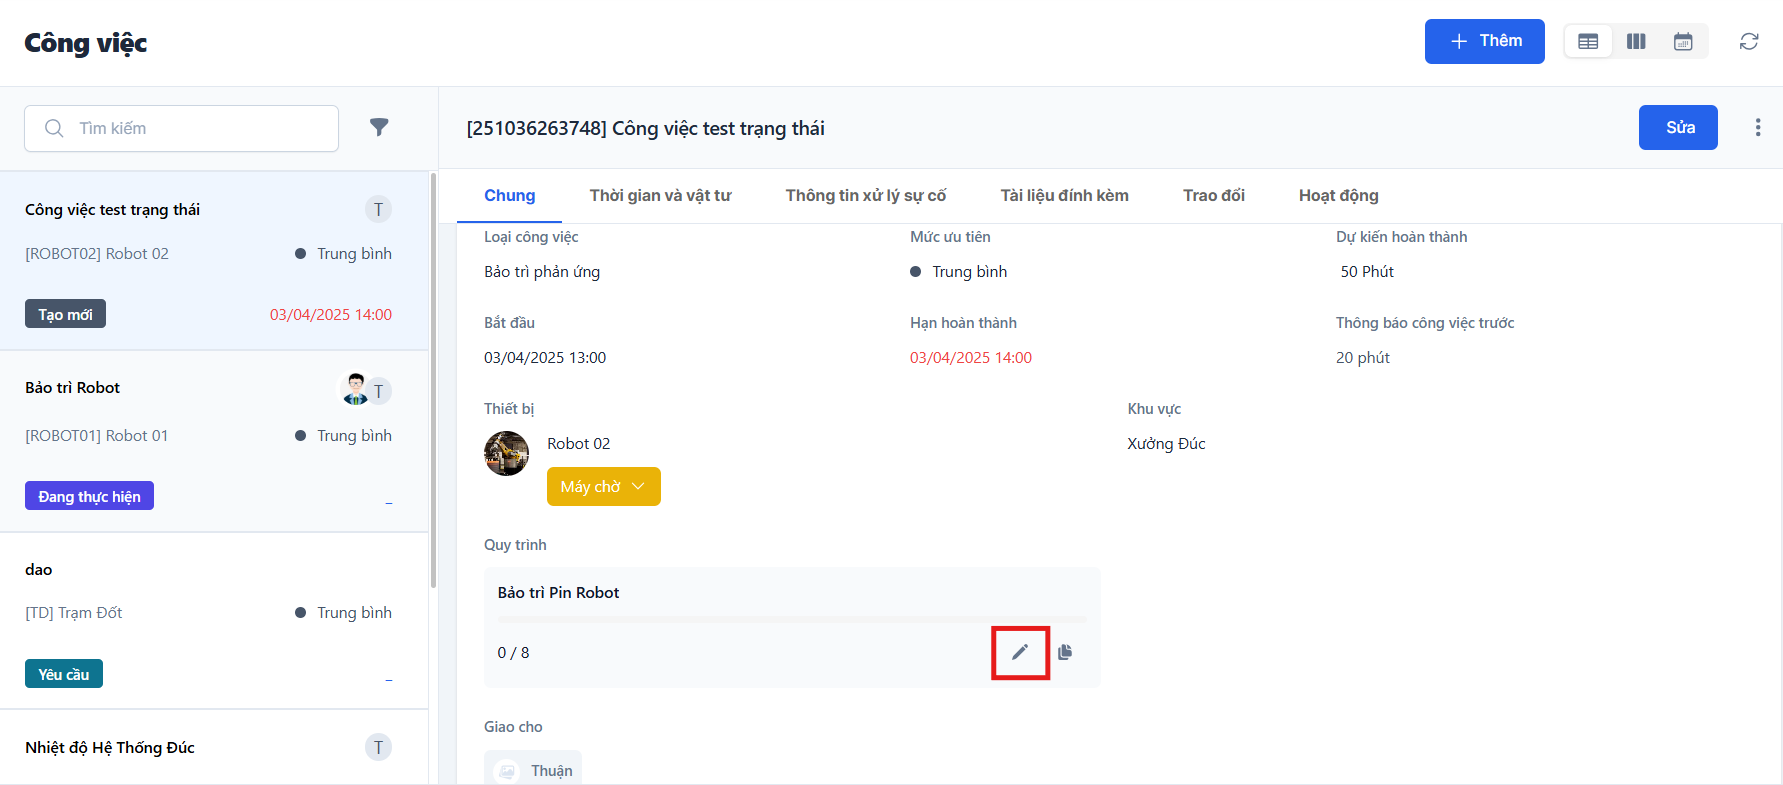 Công việc
Thêm
Tìm kiếm
[251036263748] Công việc test trạng thái
Sửa
Chung
Thời gian và vật tư
Thông tin xử lý sự cố
Tài liệu đính kèm
Trao đổi
Hoạt động
Công việc test trạng thái
T
[ROBOT02] Robot 02
Trung bình
Tạo mới
03/04/2025 14:00
Bảo trì Robot
T
[ROBOT01] Robot 01
Trung bình
Đang thực hiện
_
dao
[TD] Trạm Đốt
Trung bình
Yêu cầu
_
Nhiệt độ Hệ Thống Đúc
T
Loại công việc
Mức ưu tiên
Dự kiến hoàn thành
Bảo trì phản ứng
Trung bình
50 Phút
Bắt đầu
Hạn hoàn thành
Thông báo công việc trước
03/04/2025 13:00
03/04/2025 14:00
20 phút
Thiết bị
Khu vực
Robot 02
Xưởng Đúc
Máy chờ
Quy trình
Bảo trì Pin Robot
0 / 8
Giao cho
Thuận